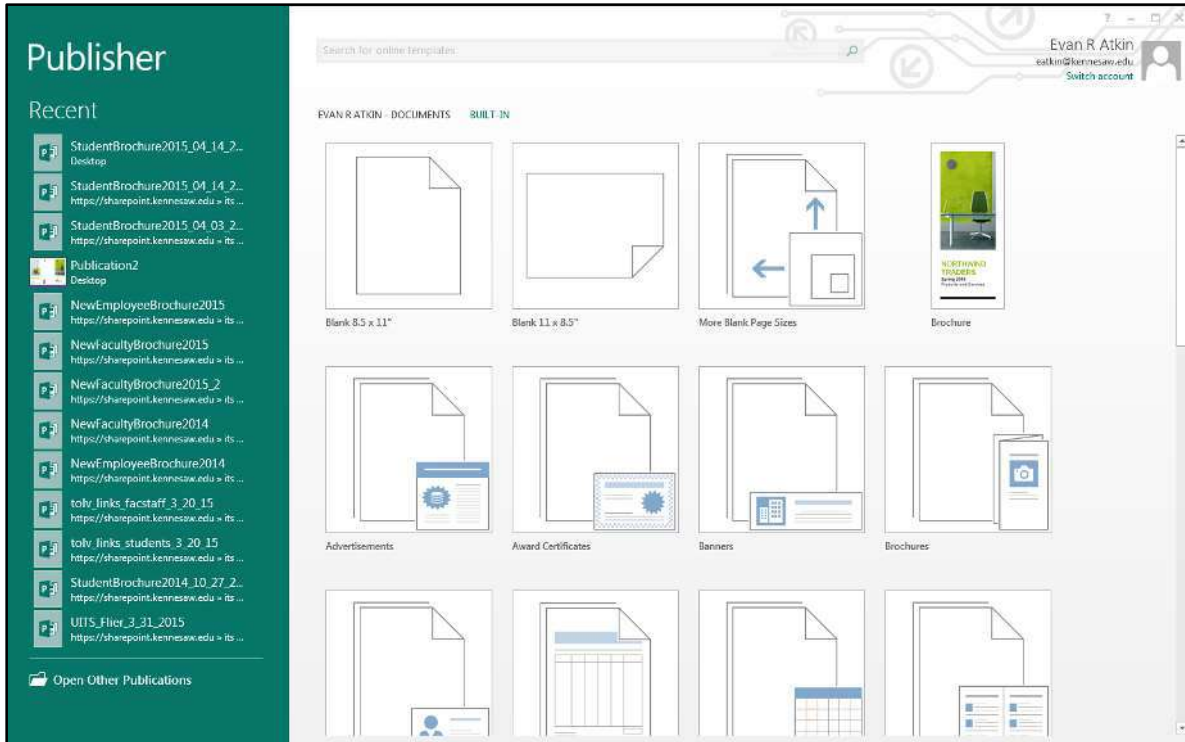 Publisher
Recent
StudentBrochure2015_04_14_2...
Desktop
StudentBrochure2015_04_14_2...
https://sharepoint.kennesaw.edu » its ...
StudentBrochure2015_04_03_2...
https://sharepoint.kennesaw.edu » its ...
Publication2
Desktop
NewEmployeeBrochure2015
https://sharepoint.kennesaw.edu » its ...
NewFacultyBrochure2015
https://sharepoint.kennesaw.edu » its ...
NewFacultyBrochure2015_2
https://sharepoint.kennesaw.edu » its ...
NewFacultyBrochure2014
https://sharepoint.kennesaw.edu » its ...
NewEmployeeBrochure2014
https://sharepoint.kennesaw.edu » its ...
tolv_links_facstaff_3_20_15
https://sharepoint.kennesaw.edu » its ...
tolv_links_students_3_20_15
https://sharepoint.kennesaw.edu » its ...
StudentBrochure2014_10_27_2...
https://sharepoint.kennesaw.edu » its ...
UITS_Flier_3_31_2015
https://sharepoint.kennesaw.edu » its ...
Open Other Publications
Search for online templates
Evan R Atkin
eatkin@kennesaw.edu
Switch account
EVAN R ATKIN - DOCUMENTS BUILT-IN
NORTHWIND
TRADERS
Blank 8.5 x 11"
Blank 11 x 8.5"
More Blank Page Sizes
Brochure
Advertisements
Award Certificates
Banners
Brochures